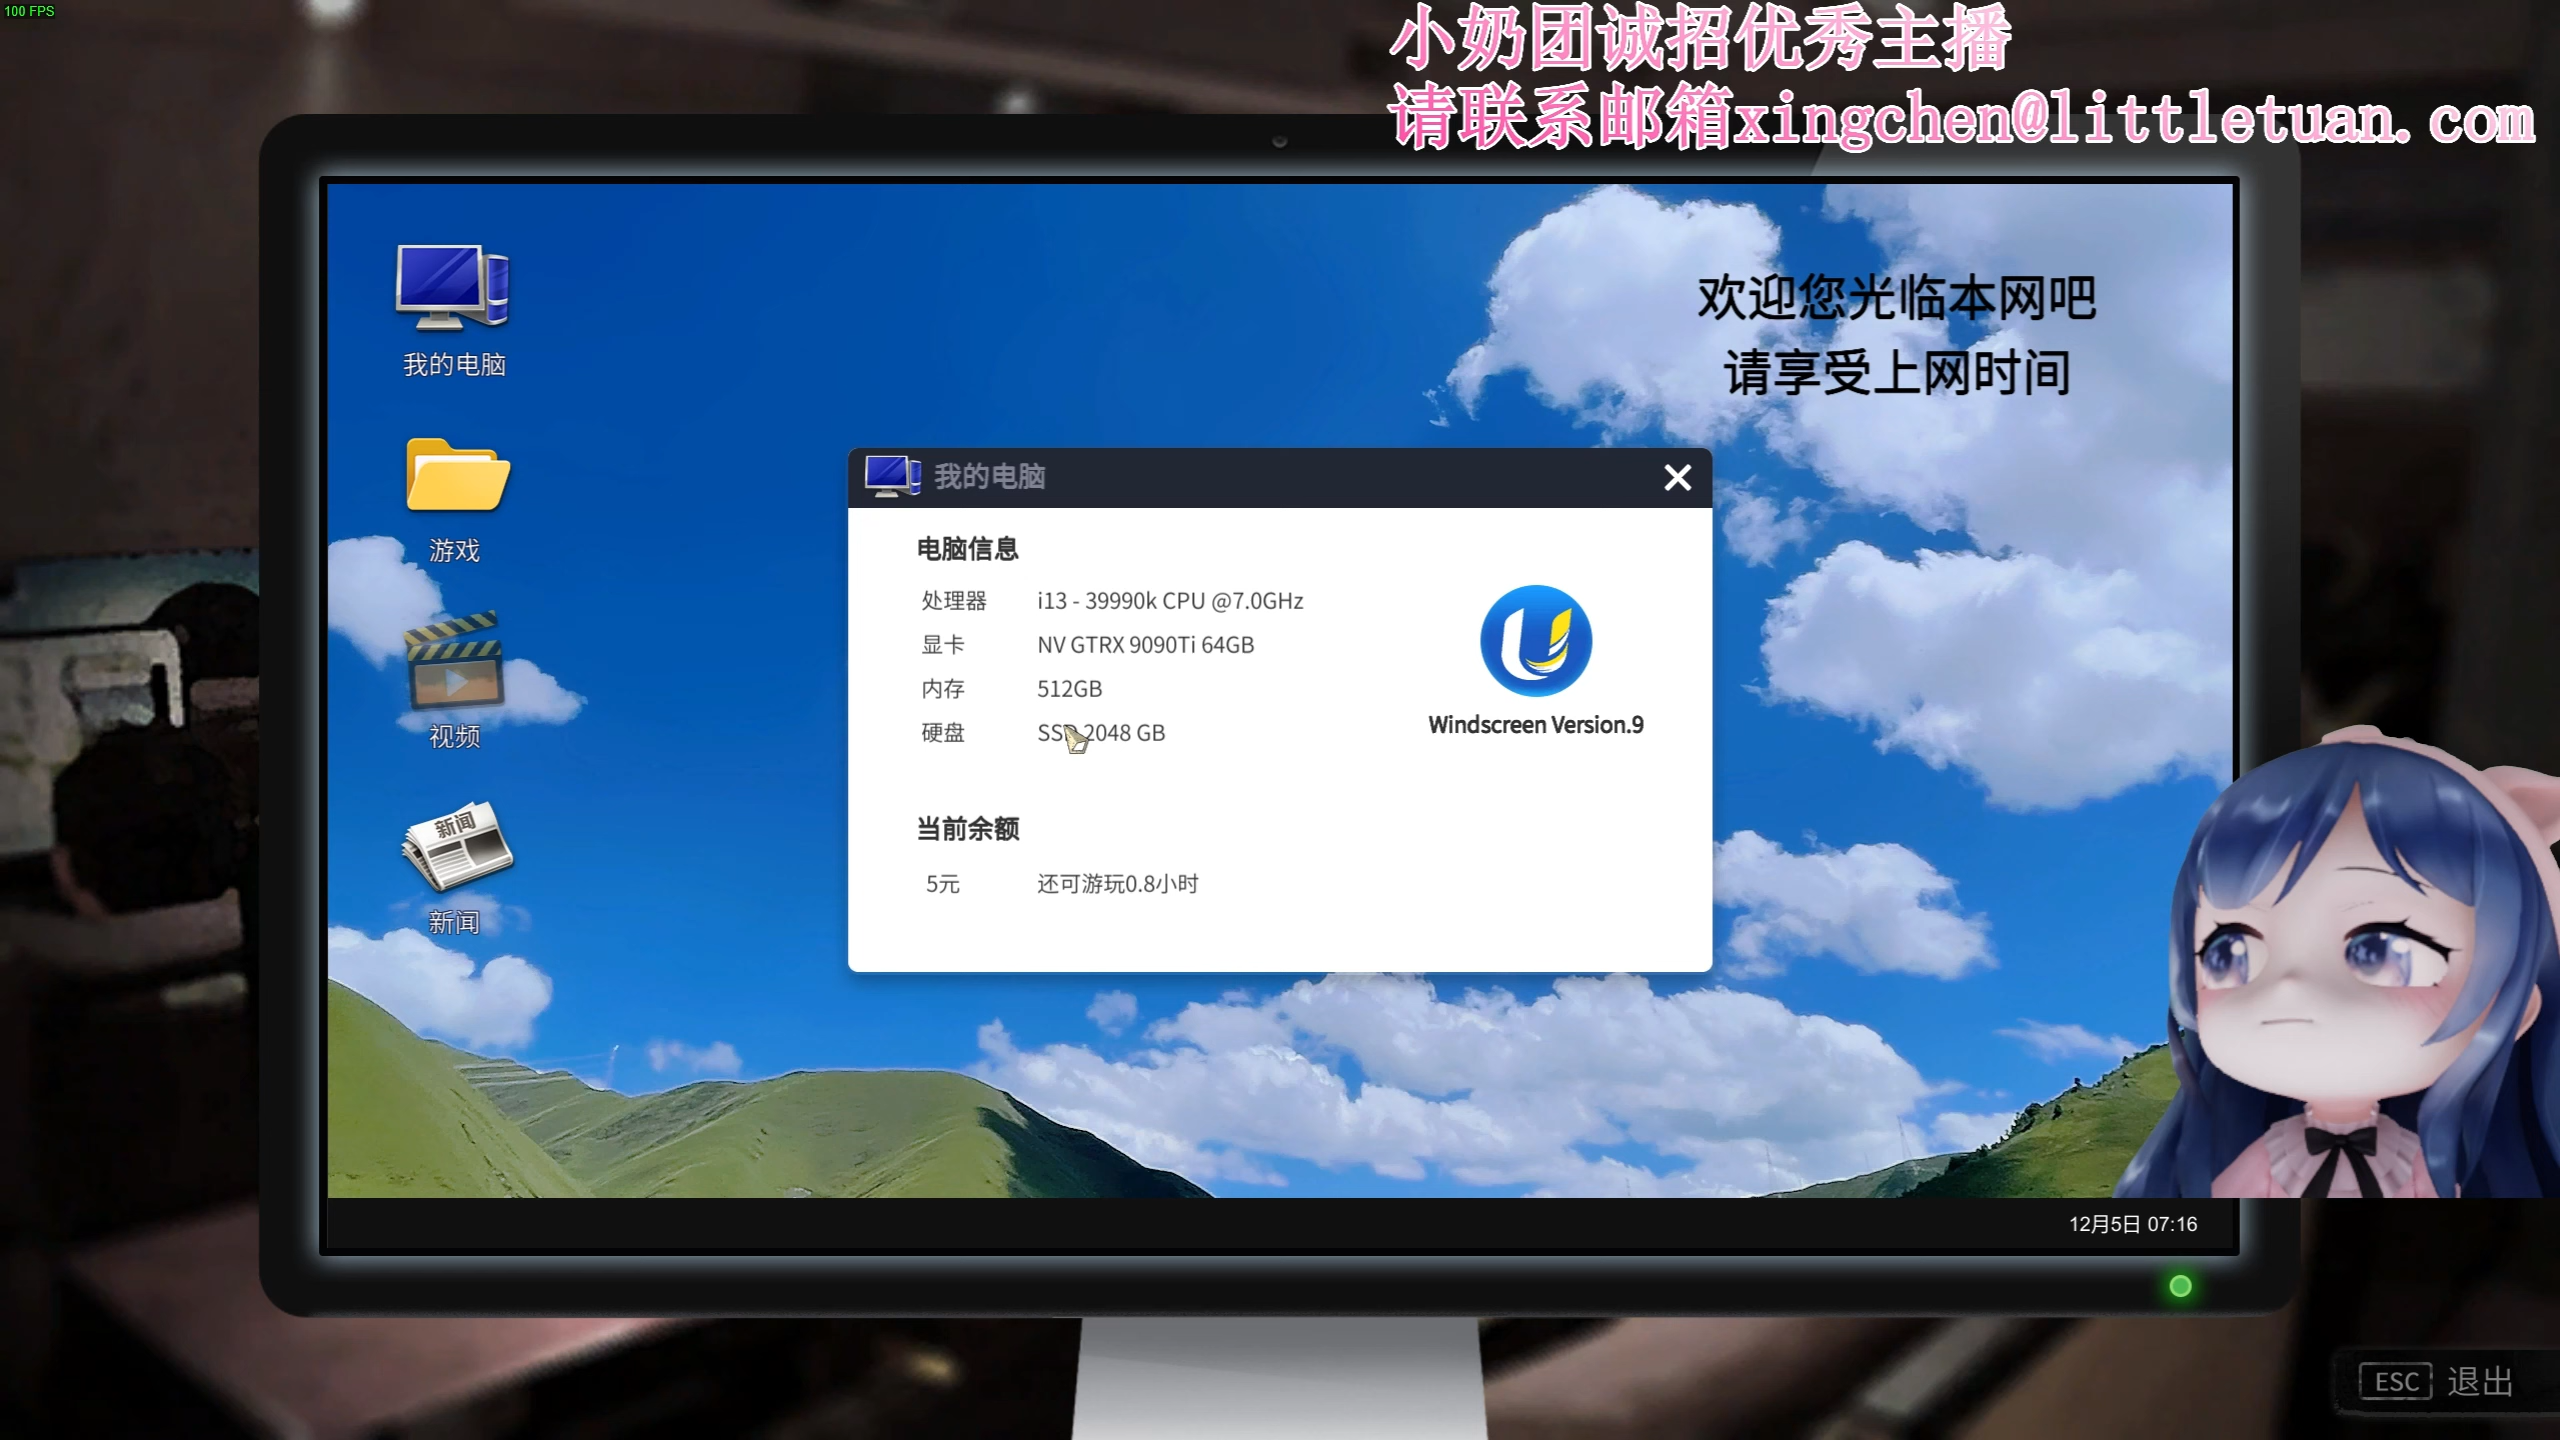 100 FPS
小奶团诚招优秀主播
请联系邮箱xingchen@littletuan.com
欢迎您光临本网吧
请享受上网时间
我的电脑
游戏
视频
新闻
新闻
我的电脑
电脑信息
处理器 i13 - 39990k CPU @7.0GHz
显卡 NV GTRX 9090Ti 64GB
内存 512GB
硬盘 SSD 2048 GB
Windscreen Version.9
当前余额
5元 还可游玩0.8小时
12月5日 07:16
ESC 退出